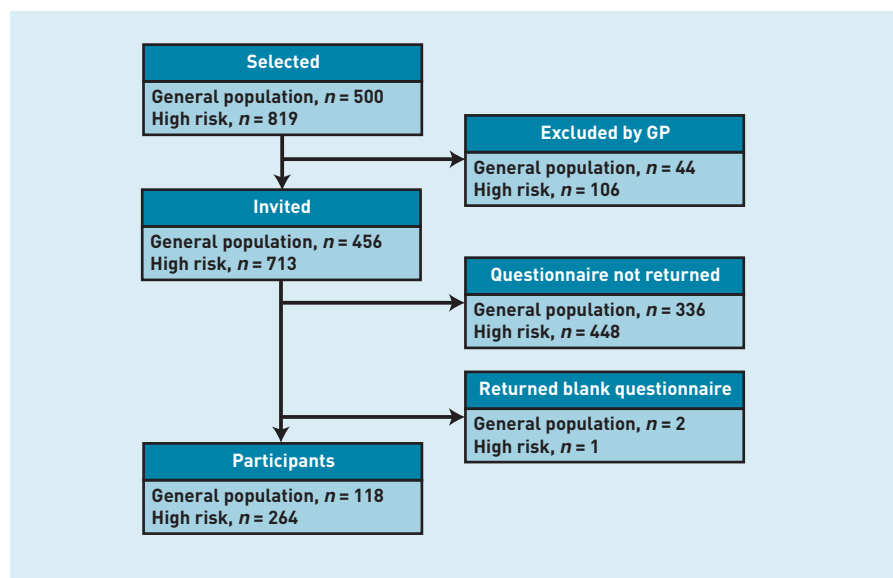 Selected
General population, n = 500
High risk, n = 819
Excluded by GP
General population, n = 44
High risk, n = 106
Invited
General population, n = 456
High risk, n = 713
Questionnaire not returned
General population, n = 336
High risk, n = 448
Returned blank questionnaire
General population, n = 2
High risk, n = 1
Participants
General population, n = 118
High risk, n = 264